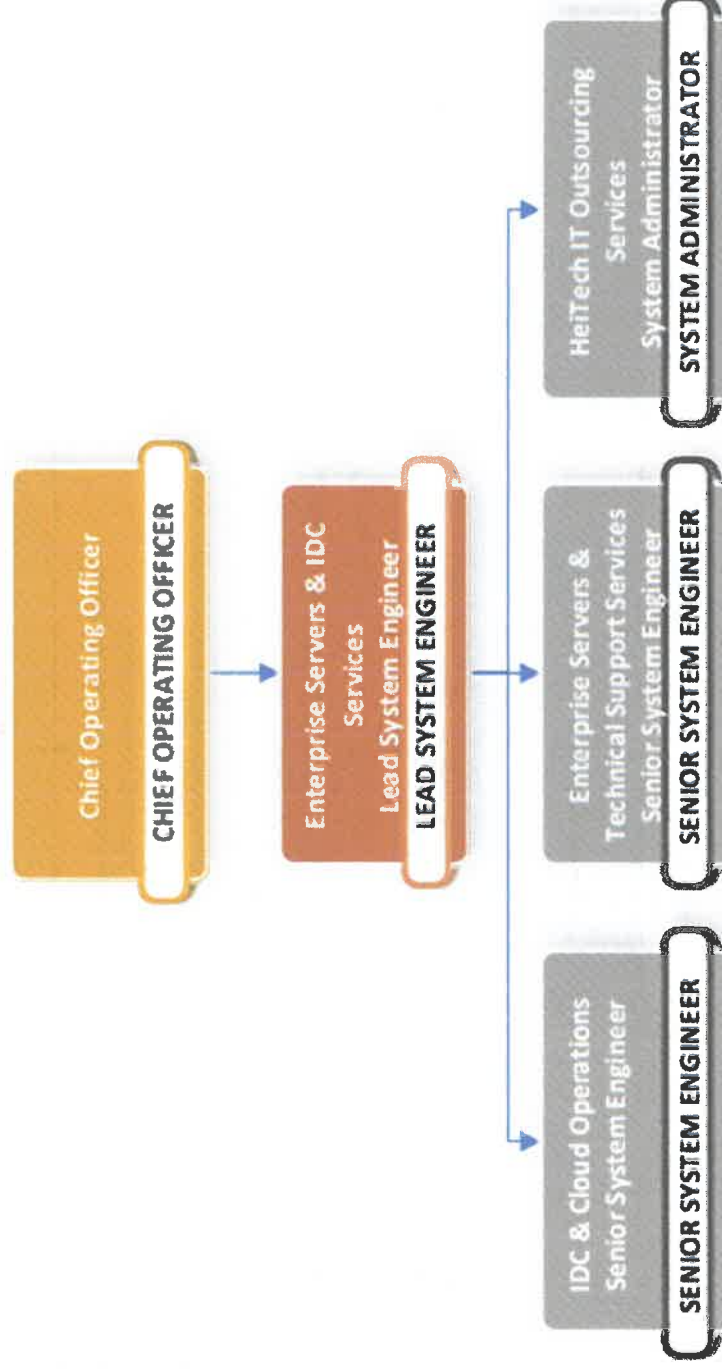 Chief Operating Officer
CHIEF OPERATING OFFICER
Enterprise Servers & IDC
Services
Lead System Engineer
LEAD SYSTEM ENGINEER
IDC & Cloud Operations
Senior System Engineer
SENIOR SYSTEM ENGINEER
Enterprise Servers &
Technical Support Services
Senior System Engineer
SENIOR SYSTEM ENGINEER
HeiTech IT Outsourcing
Services
System Administrator
SYSTEM ADMINISTRATOR